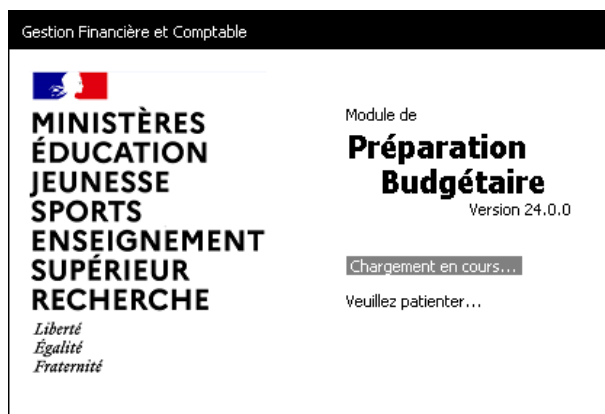 Gestion Financière et Comptable
MINISTÈRES
ÉDUCATION
JEUNESSE
SPORTS
ENSEIGNEMENT
SUPÉRIEUR
RECHERCHE
Liberté
Égalité
Fraternité
Module de
Préparation
Budgétaire
Version 24.0.0
Chargement en cours...
Veuillez patienter...